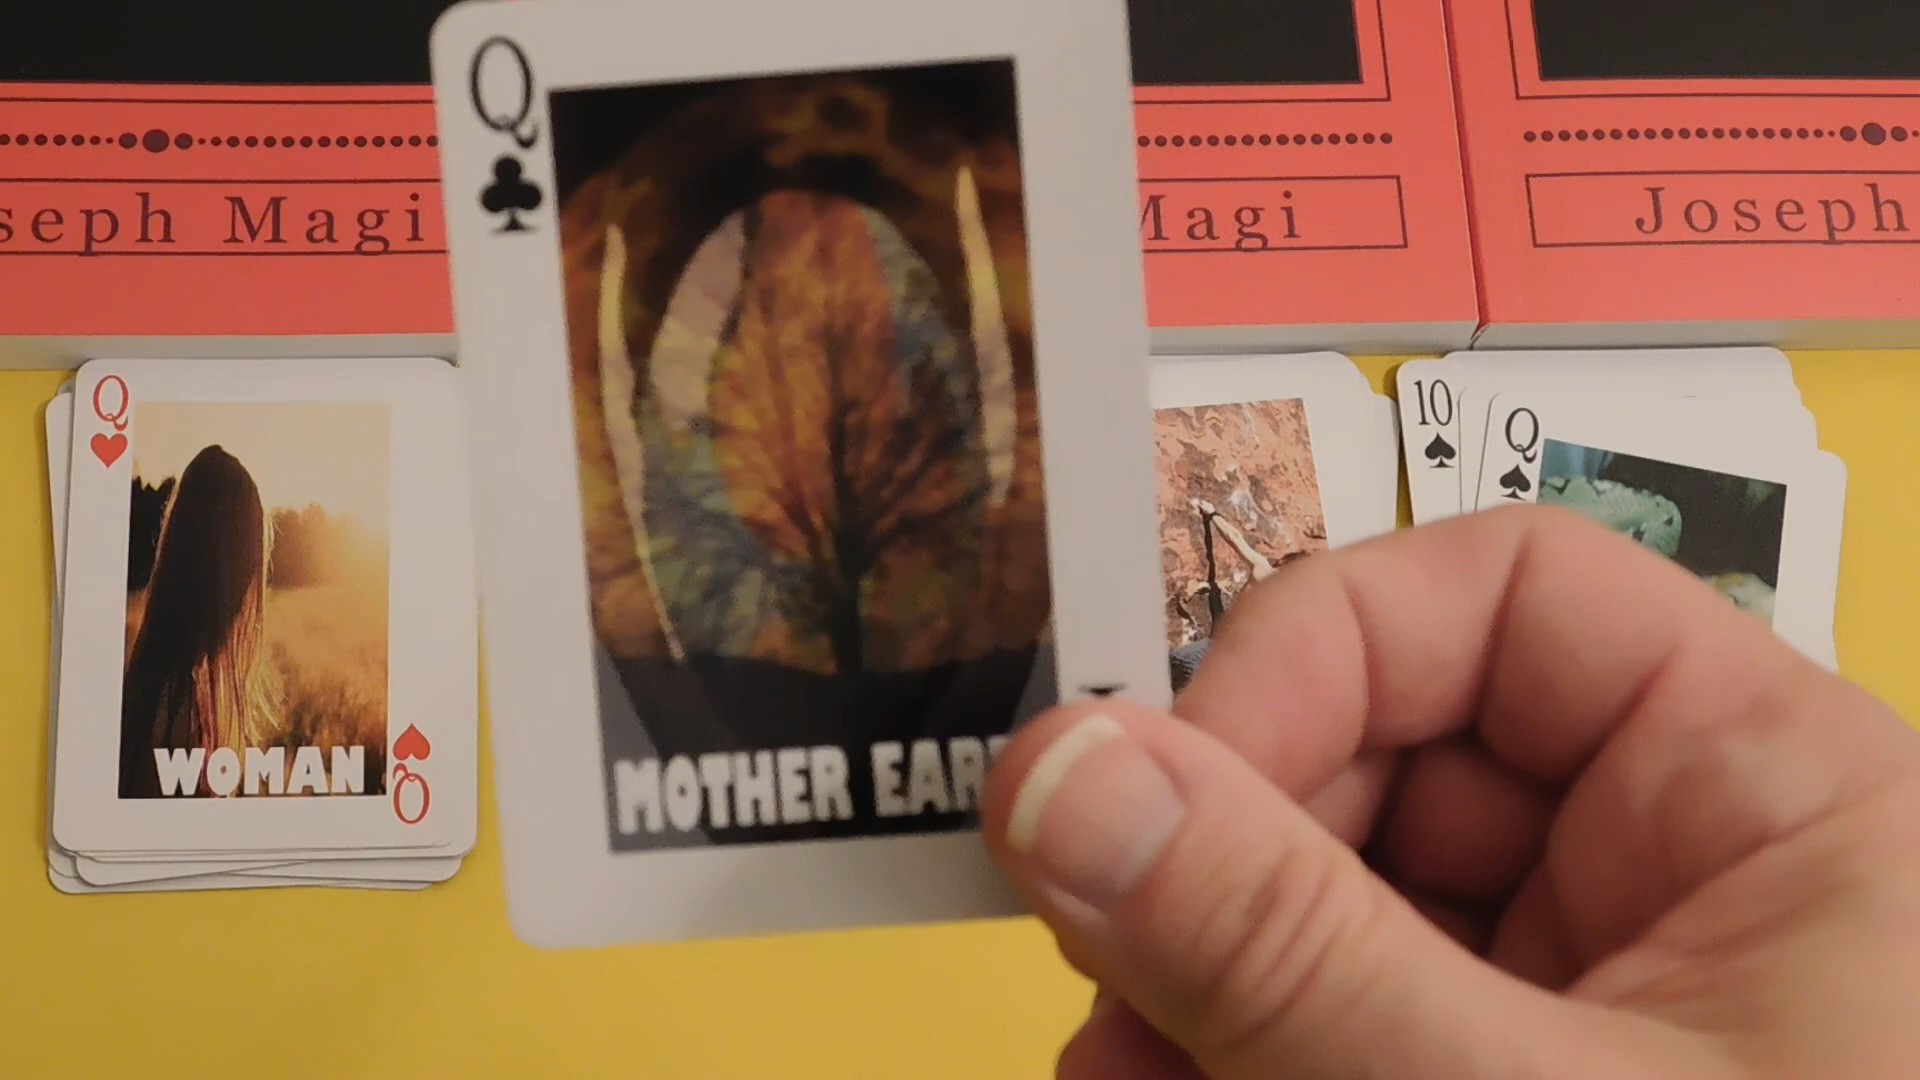 seph Magi
Magi
Joseph
Q
MOTHER EAR
Q
WOMAN
Q
10
Q